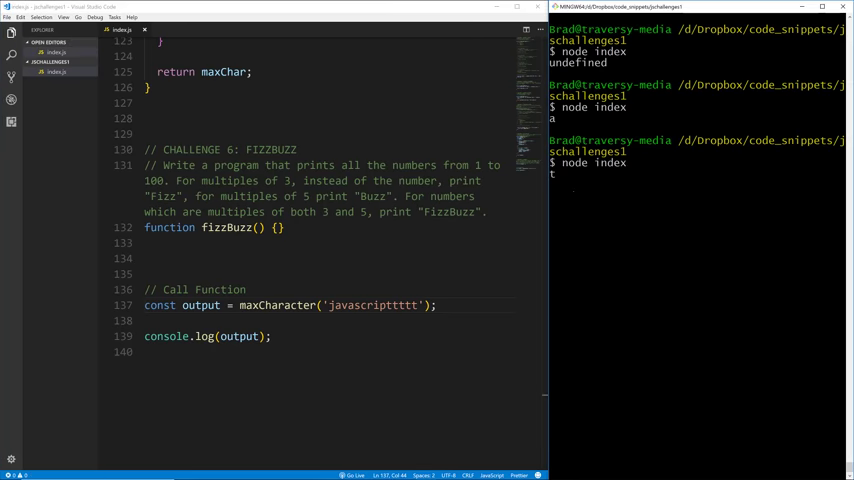 index.js - jschallenges1 - Visual Studio Code
File Edit Selection View Go Debug Tasks Help
EXPLORER
OPEN EDITORS
index.js
JSCHALLENGES1
index.js
index.js
123   }
124
125   return maxChar;
126 }
127
128
129
130 // CHALLENGE 6: FIZZBUZZ
131 // Write a program that prints all the numbers from 1 to
100. For multiples of 3, instead of the number, print
"Fizz", for multiples of 5 print "Buzz". For numbers
which are multiples of both 3 and 5, print "FizzBuzz".
132 function fizzBuzz() {}
133
134
135
136 // Call Function
137 const output = maxCharacter('javascripttttt');
138
139 console.log(output);
140
0 0
Go Live Ln 137, Col 44 Spaces: 2 UTF-8 CRLF JavaScript Prettier
MINGW64:/d/Dropbox/code_snippets/jschallenges1
Brad@traversy-media /d/Dropbox/code_snippets/j
schallenges1
$ node index
undefined
Brad@traversy-media /d/Dropbox/code_snippets/j
schallenges1
$ node index
a
Brad@traversy-media /d/Dropbox/code_snippets/j
schallenges1
$ node index
t